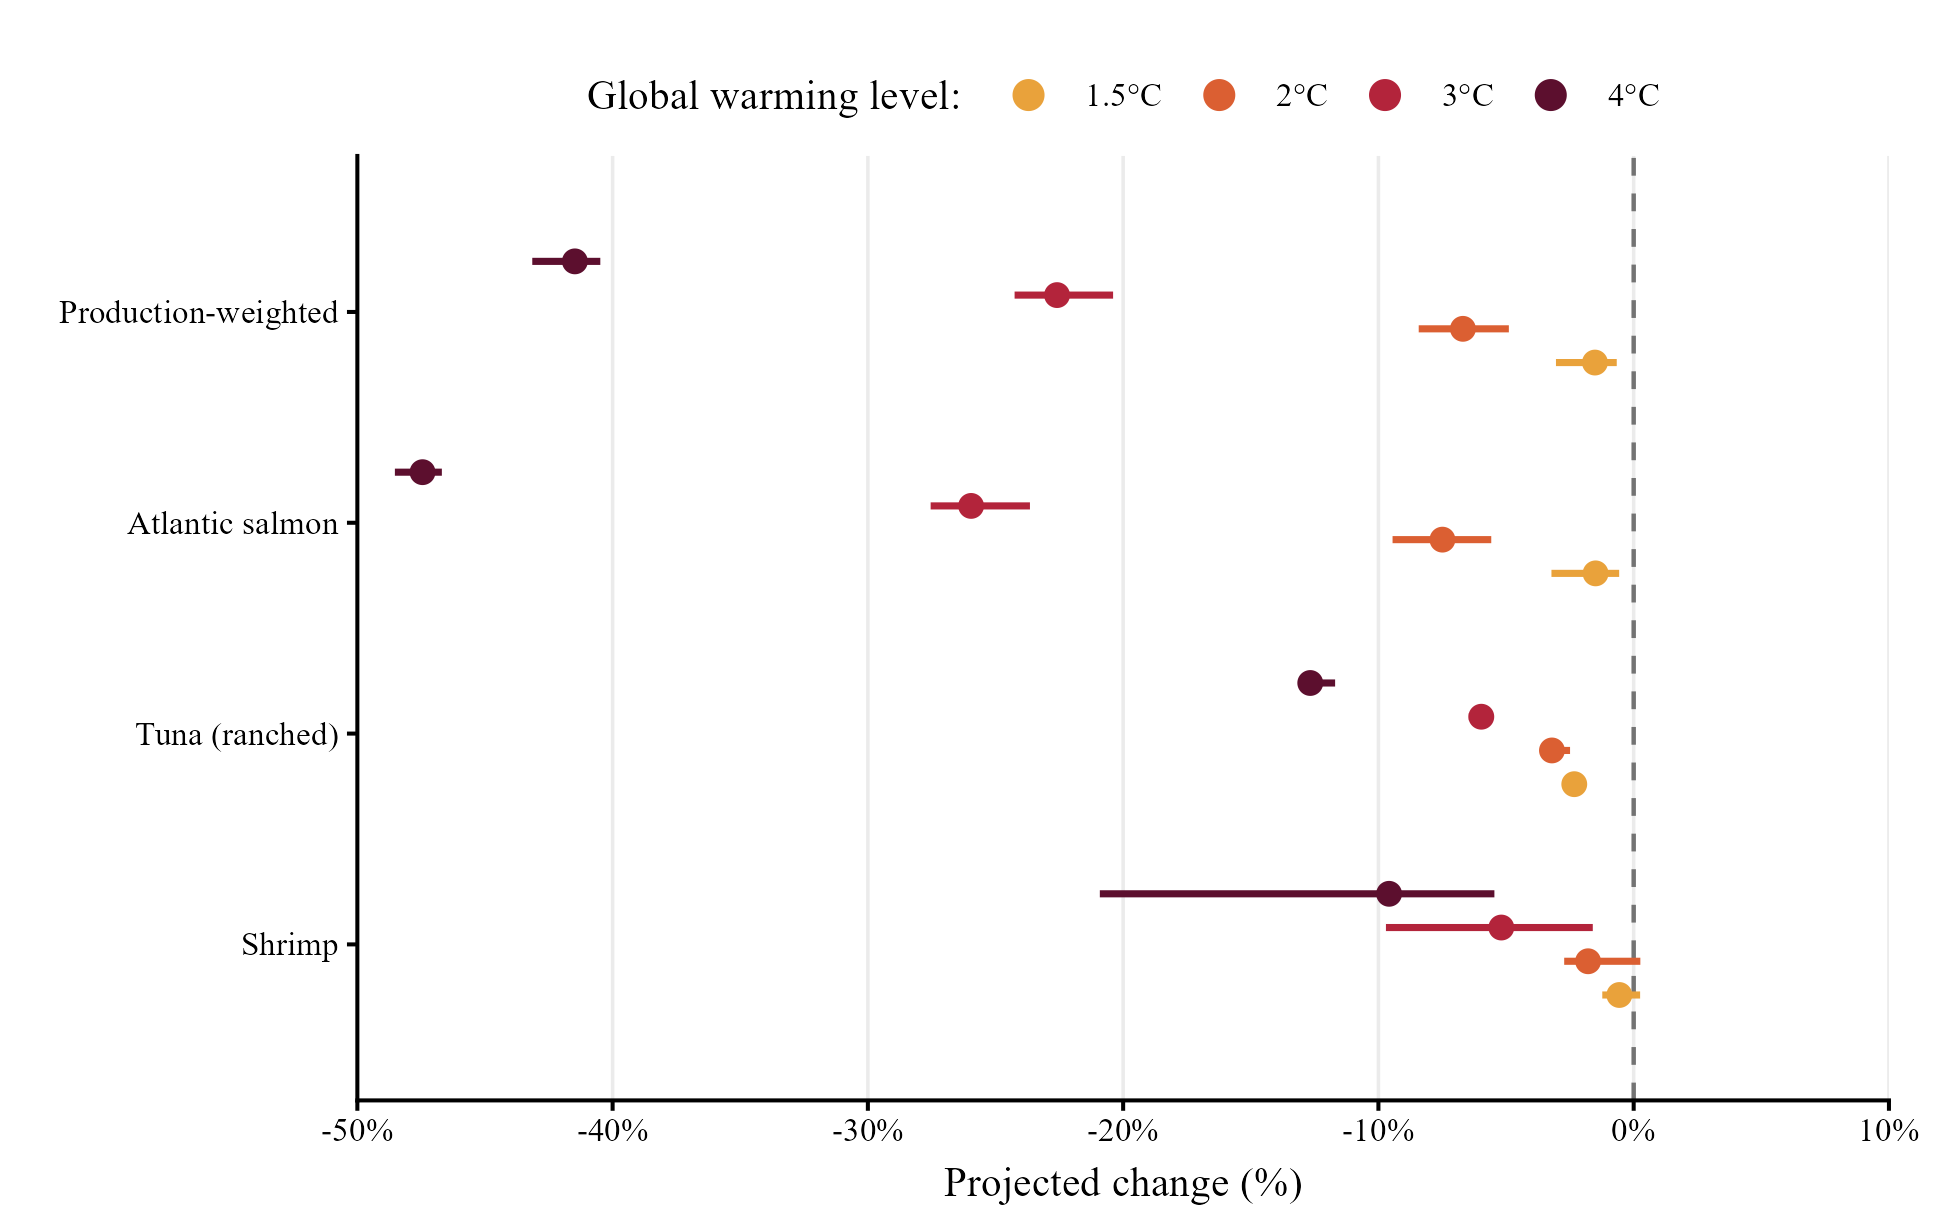 Global warming level: 1.5°C 2°C 3°C 4°C
Production-weighted
Atlantic salmon
Tuna (ranched)
Shrimp
-50% -40% -30% -20% -10% 0% 10%
Projected change (%)